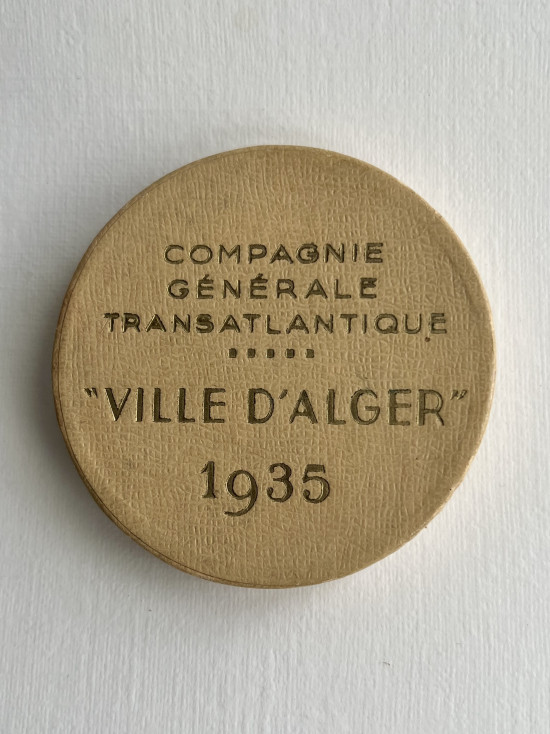 COMPAGNIE
GÉNÉRALE
TRANSATLANTIQUE
"VILLE D'ALGER"
1935